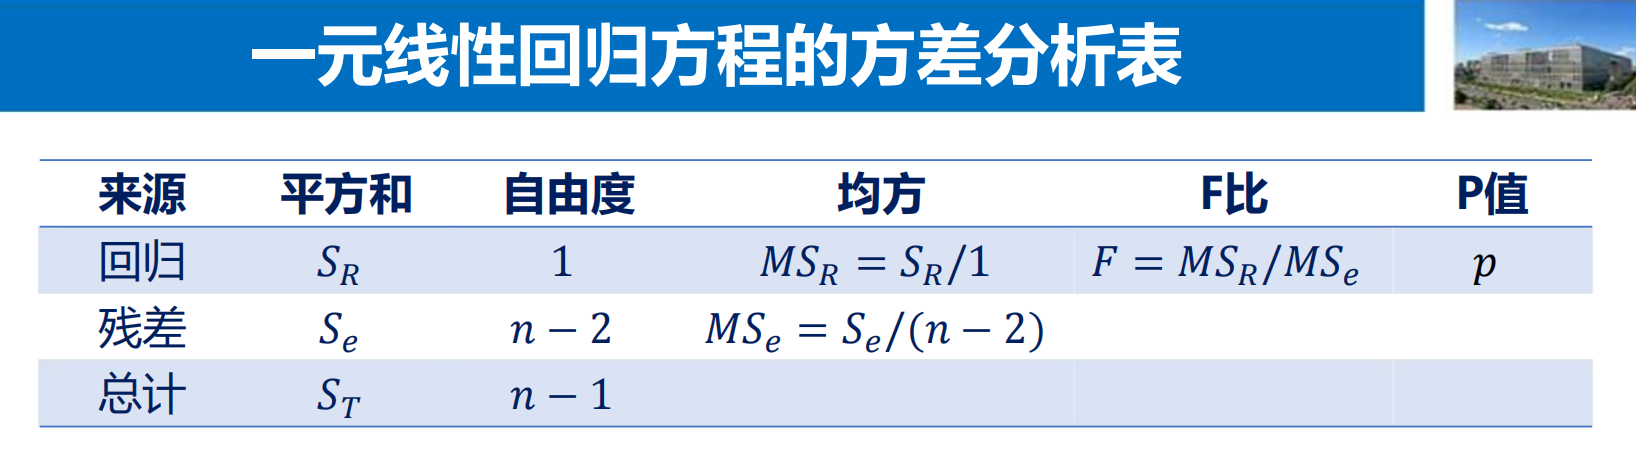 一元线性回归方程的方差分析表
来源 平方和 自由度 均方 F比 P值
回归 S_R 1 MS_R = S_R/1 F = MS_R/MS_e p
残差 S_e n − 2 MS_e = S_e/(n − 2)
总计 S_T n − 1